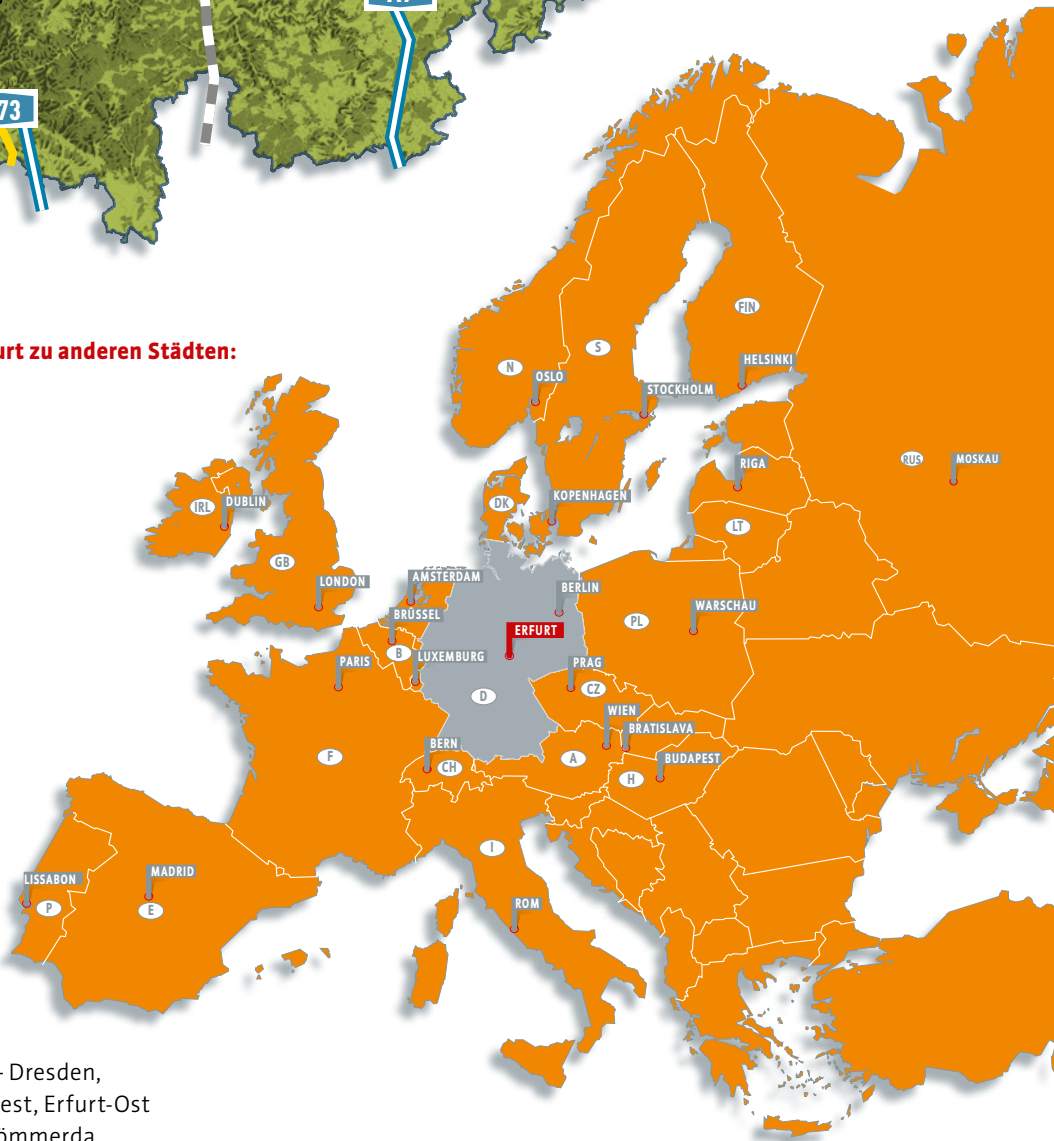 73
urt zu anderen Städten:
FIN
HELSINKI
S
N
OSLO
STOCKHOLM
RIGA
RUS
MOSKAU
IRL
DUBLIN
DK
KOPENHAGEN
LT
GB
LONDON
AMSTERDAM
BERLIN
BRÜSSEL
WARSCHAU
PL
ERFURT
B
LUXEMBURG
PARIS
PRAG
CZ
D
WIEN
BRATISLAVA
BERN
CH
F
A
BUDAPEST
H
I
LISSABON
MADRID
P
E
ROM
– Dresden,
est, Erfurt-Ost
ömmerda